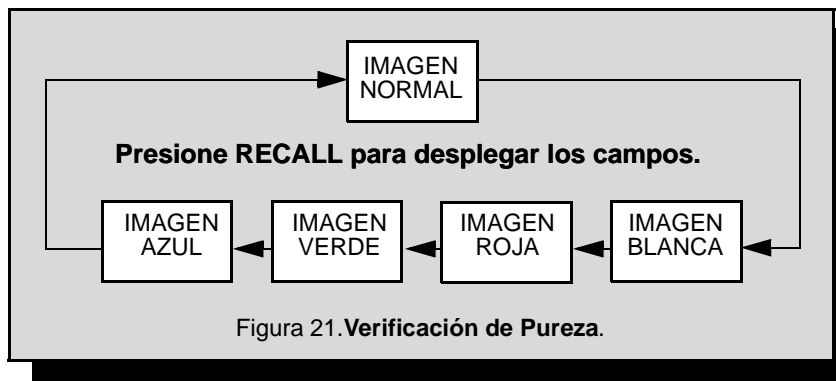 IMAGEN
NORMAL
Presione RECALL para desplegar los campos.
IMAGEN
AZUL
IMAGEN
VERDE
IMAGEN
ROJA
IMAGEN
BLANCA
Figura 21.Verificación de Pureza.